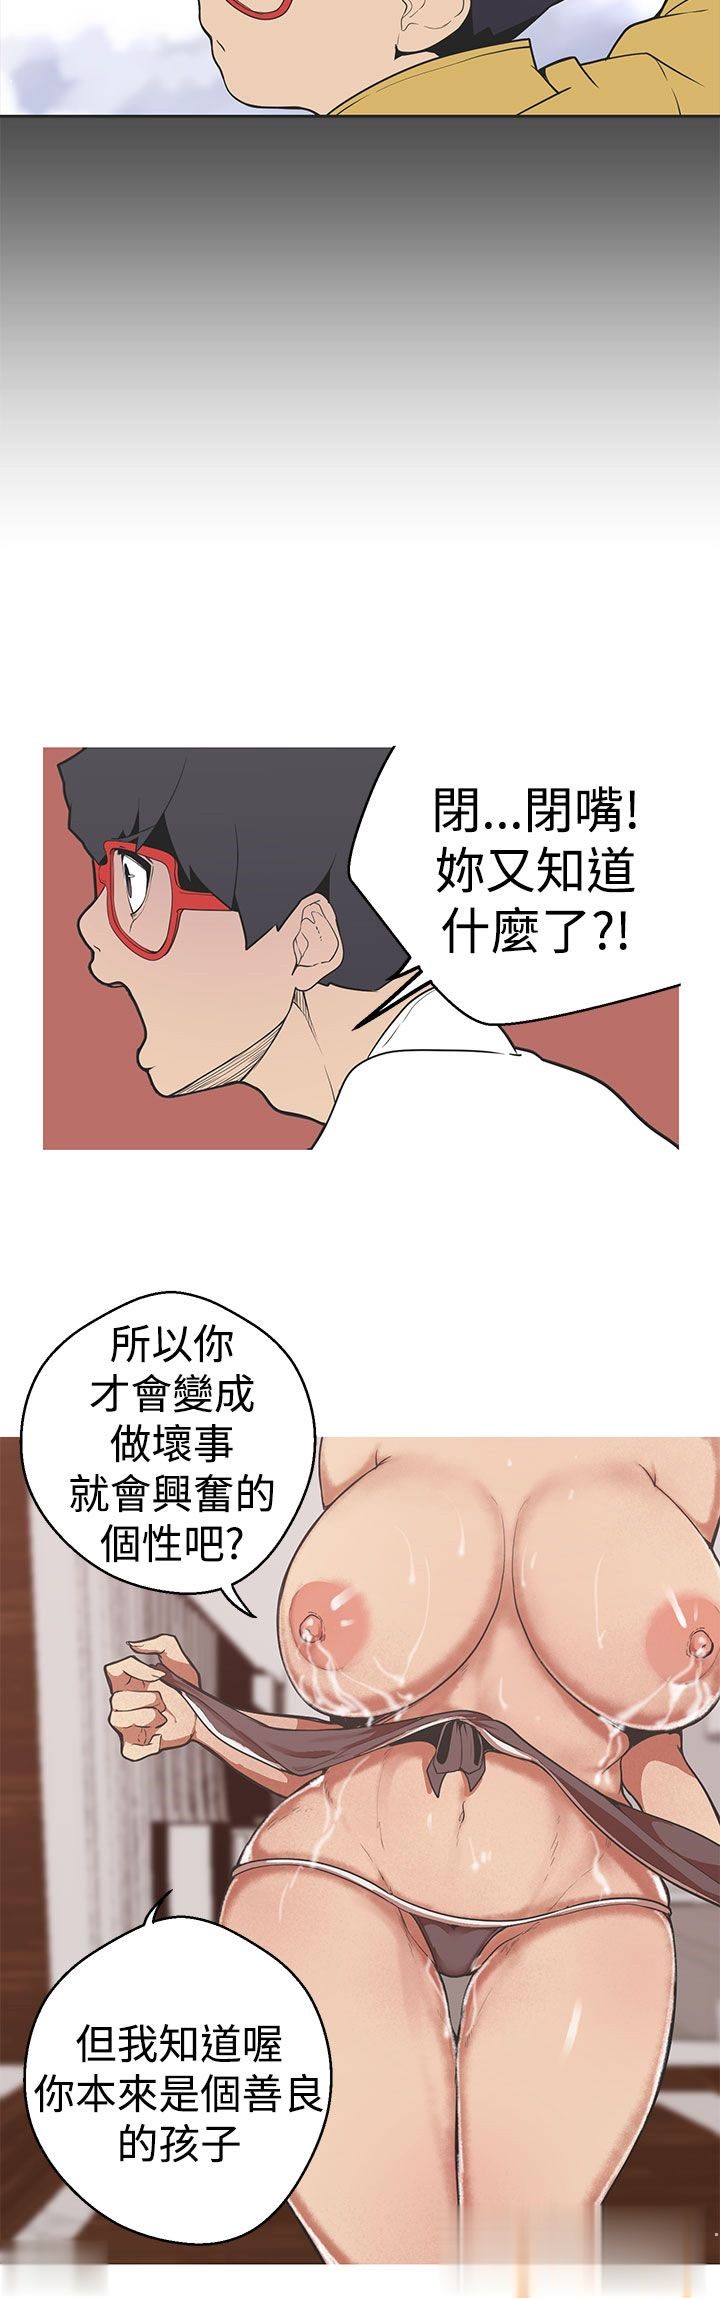 閉...閉嘴!
妳又知道
什麼了?!
所以你
才會變成
做壞事
就會興奮的
個性吧?
但我知道喔
你本來是個善良
的孩子